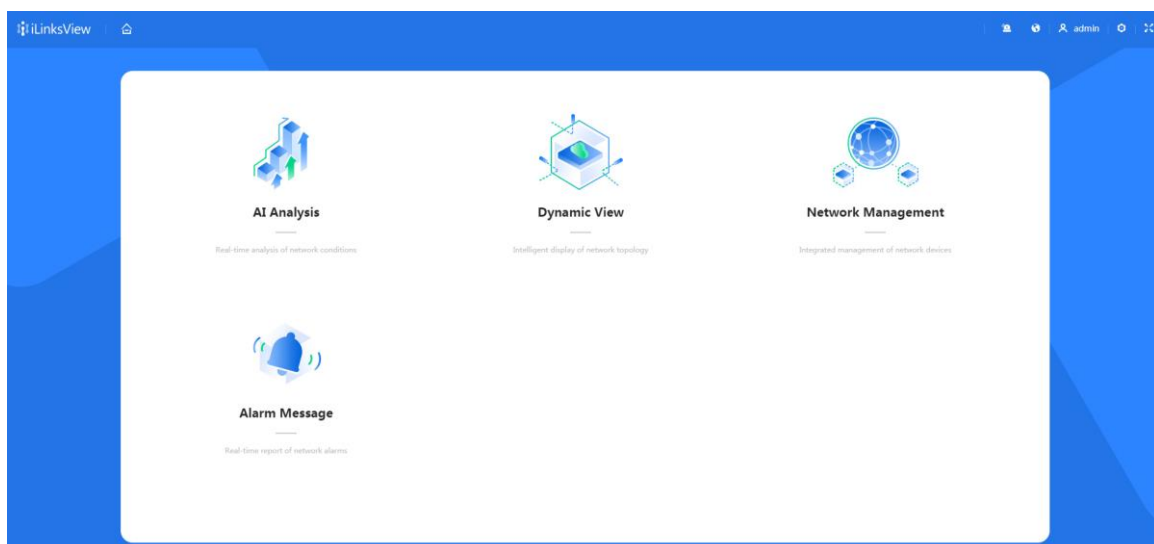 iLinksView
admin
AI Analysis
Dynamic View
Network Management
Real-time analysis of network conditions
Intelligent display of network topology
Integrated management of network devices
Alarm Message
Real-time report of network alarms